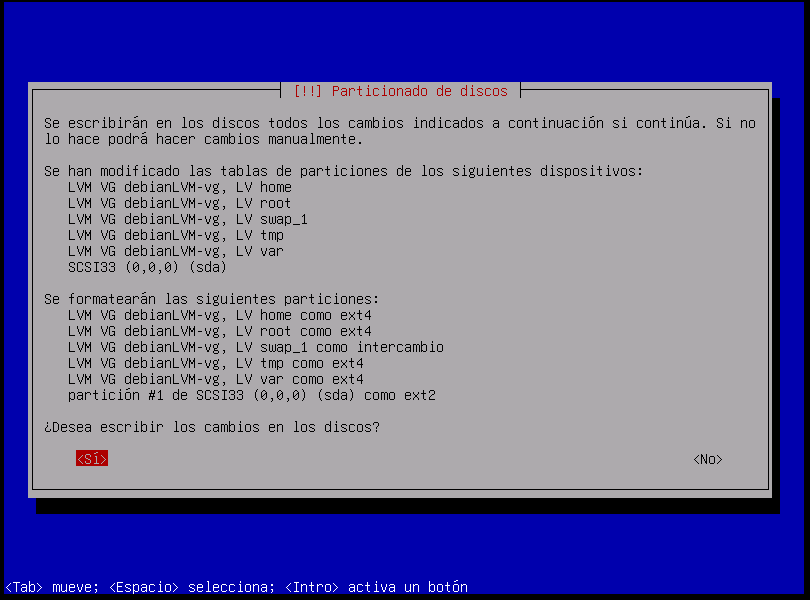 [!!] Particionado de discos
Se escribirán en los discos todos los cambios indicados a continuación si continúa. Si no
lo hace podrá hacer cambios manualmente.
Se han modificado las tablas de particiones de los siguientes dispositivos:
LVM VG debianLVM-vg, LV home
LVM VG debianLVM-vg, LV root
LVM VG debianLVM-vg, LV swap_1
LVM VG debianLVM-vg, LV tmp
LVM VG debianLVM-vg, LV var
SCSI33 (0,0,0) (sda)
Se formatearán las siguientes particiones:
LVM VG debianLVM-vg, LV home como ext4
LVM VG debianLVM-vg, LV root como ext4
LVM VG debianLVM-vg, LV swap_1 como intercambio
LVM VG debianLVM-vg, LV tmp como ext4
LVM VG debianLVM-vg, LV var como ext4
partición #1 de SCSI33 (0,0,0) (sda) como ext2
¿Desea escribir los cambios en los discos?
<Sí> <No>
<Tab> mueve; <Espacio> selecciona; <Intro> activa un botón